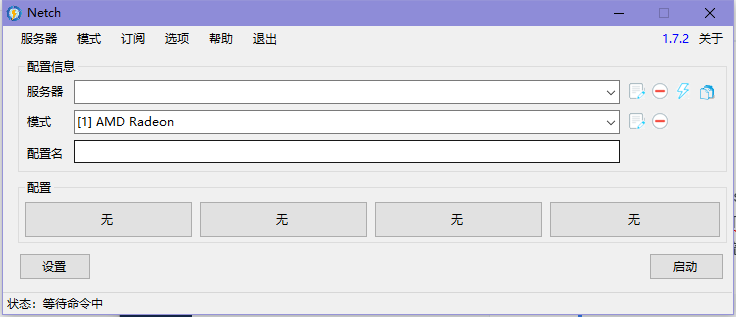 Netch
服务器 模式 订阅 选项 帮助 退出 1.7.2 关于
配置信息
服务器
模式 [1] AMD Radeon
配置名
配置
无 无 无 无
设置 启动
状态：等待命令中